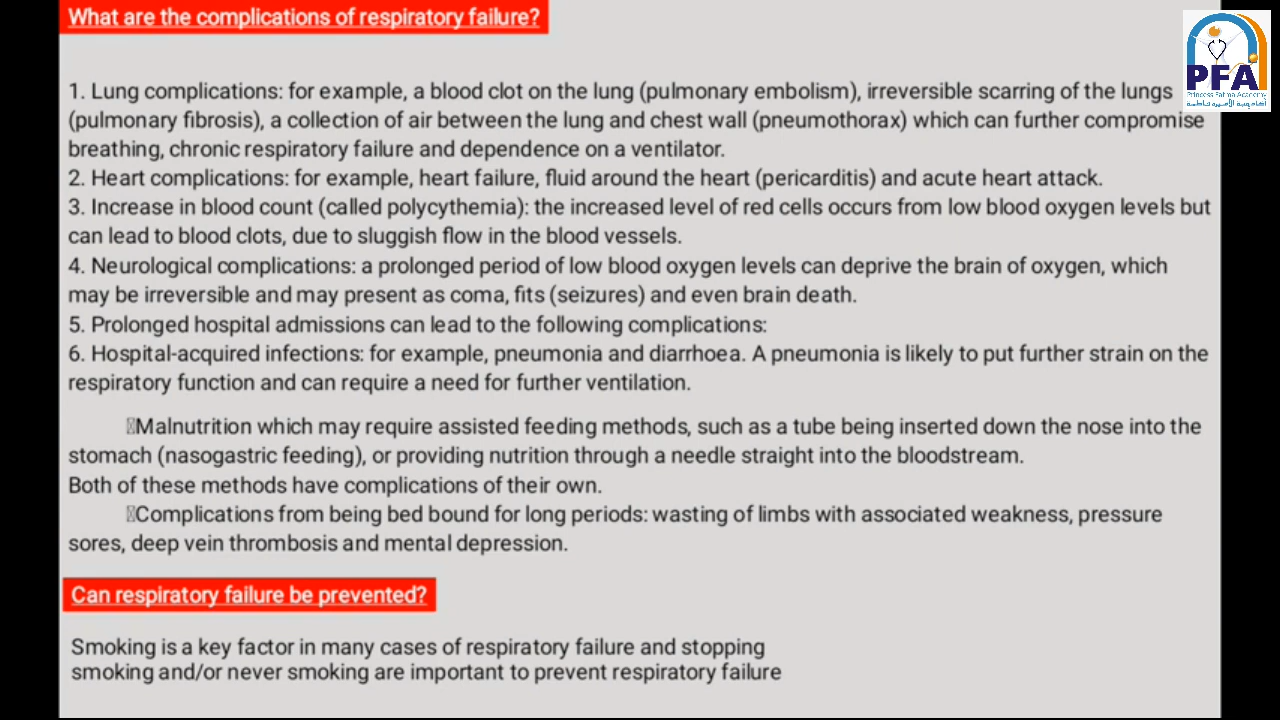 What are the complications of respiratory failure?
PFA
Princess Fatma Academy
أكاديمية الأميرة فاطمة
1. Lung complications: for example, a blood clot on the lung (pulmonary embolism), irreversible scarring of the lungs
(pulmonary fibrosis), a collection of air between the lung and chest wall (pneumothorax) which can further compromise
breathing, chronic respiratory failure and dependence on a ventilator.
2. Heart complications: for example, heart failure, fluid around the heart (pericarditis) and acute heart attack.
3. Increase in blood count (called polycythemia): the increased level of red cells occurs from low blood oxygen levels but
can lead to blood clots, due to sluggish flow in the blood vessels.
4. Neurological complications: a prolonged period of low blood oxygen levels can deprive the brain of oxygen, which
may be irreversible and may present as coma, fits (seizures) and even brain death.
5. Prolonged hospital admissions can lead to the following complications:
6. Hospital-acquired infections: for example, pneumonia and diarrhoea. A pneumonia is likely to put further strain on the
respiratory function and can require a need for further ventilation.
Malnutrition which may require assisted feeding methods, such as a tube being inserted down the nose into the
stomach (nasogastric feeding), or providing nutrition through a needle straight into the bloodstream.
Both of these methods have complications of their own.
Complications from being bed bound for long periods: wasting of limbs with associated weakness, pressure
sores, deep vein thrombosis and mental depression.
Can respiratory failure be prevented?
Smoking is a key factor in many cases of respiratory failure and stopping
smoking and/or never smoking are important to prevent respiratory failure